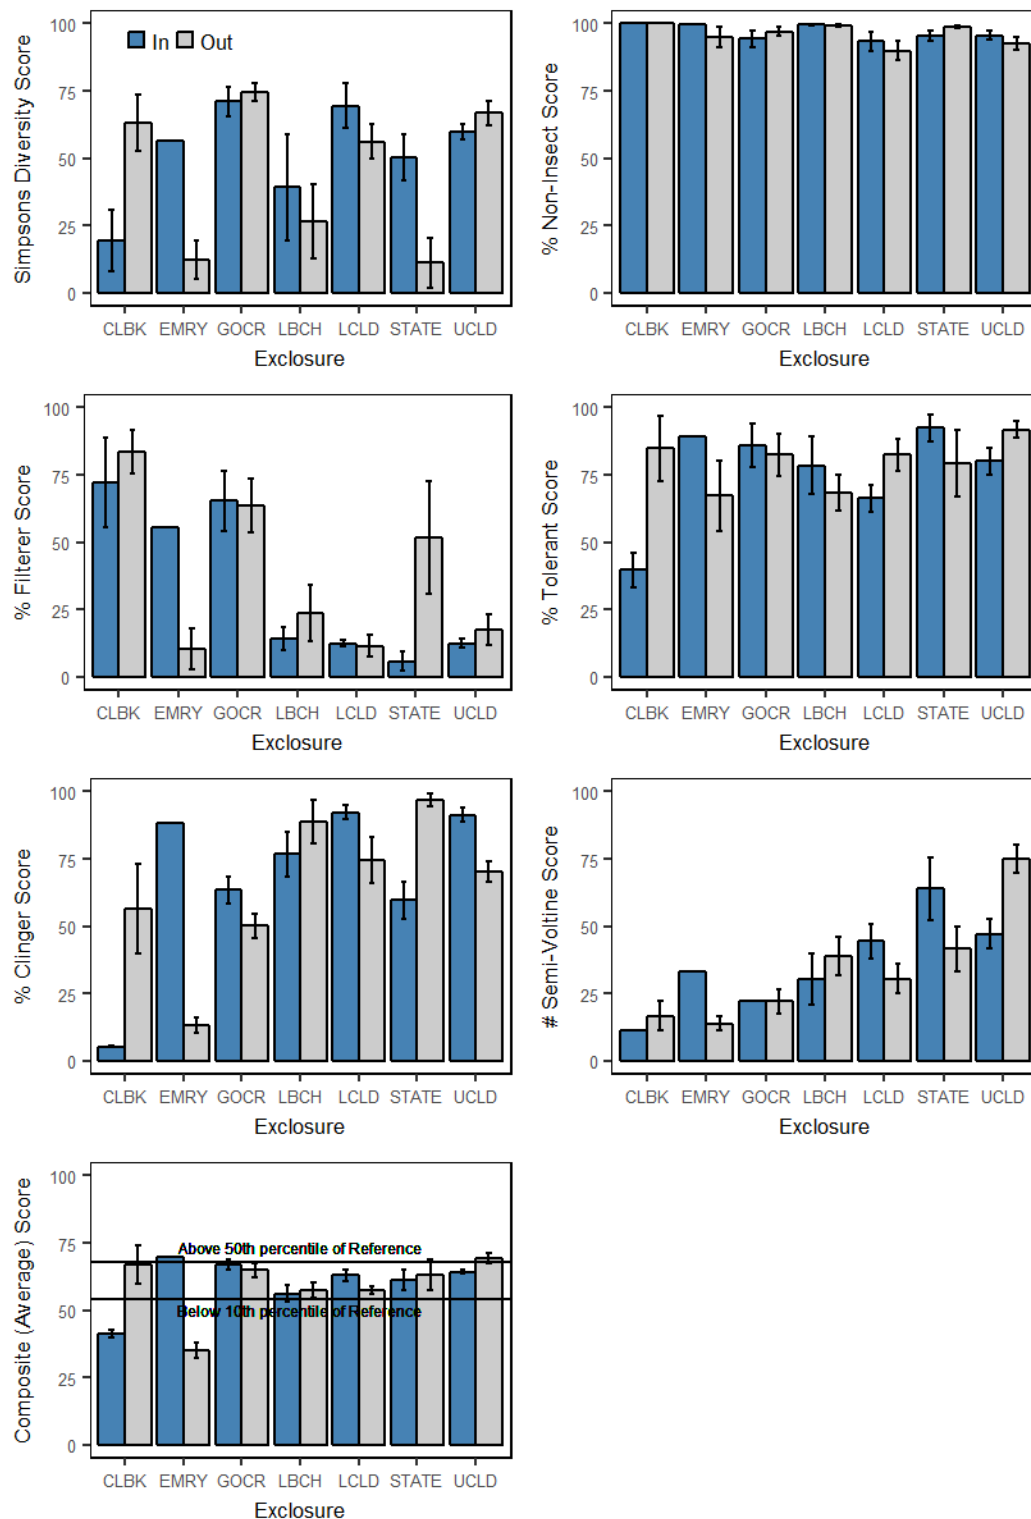 Simpsons Diversity Score
100
75
50
25
0
In Out
CLBK EMRY GOCR LBCH LCLD STATE UCLD
Exclosure
% Non-Insect Score
100
75
50
25
0
CLBK EMRY GOCR LBCH LCLD STATE UCLD
Exclosure
% Filterer Score
100
75
50
25
0
CLBK EMRY GOCR LBCH LCLD STATE UCLD
Exclosure
% Tolerant Score
100
75
50
25
0
CLBK EMRY GOCR LBCH LCLD STATE UCLD
Exclosure
% Clinger Score
100
75
50
25
0
CLBK EMRY GOCR LBCH LCLD STATE UCLD
Exclosure
# Semi-Voltine Score
100
75
50
25
0
CLBK EMRY GOCR LBCH LCLD STATE UCLD
Exclosure
Composite (Average) Score
100
75
50
25
0
Above 50th percentile of Reference
Below 10th percentile of Reference
CLBK EMRY GOCR LBCH LCLD STATE UCLD
Exclosure